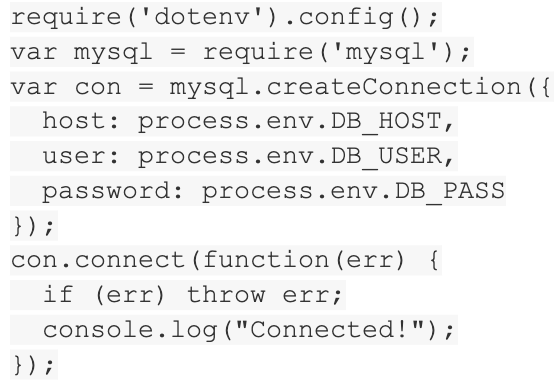 require('dotenv').config();
var mysql = require('mysql');
var con = mysql.createConnection({
  host: process.env.DB_HOST,
  user: process.env.DB_USER,
  password: process.env.DB_PASS
});
con.connect(function(err) {
  if (err) throw err;
  console.log("Connected!");
});